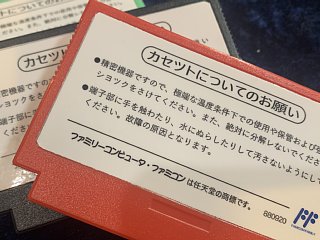 カセットについてのお願い
●精密機器ですので、極端な温度条件下での使用や保管および強
ショックをさけてください。また、絶対に分解しないでくださ
●端子部に手を触れたり、水にぬらしたりして汚さないようにして
ください。故障の原因となります。
ファミリーコンピュータ・ファミコンは任天堂の商標です。
880920
カセットについてのお願い